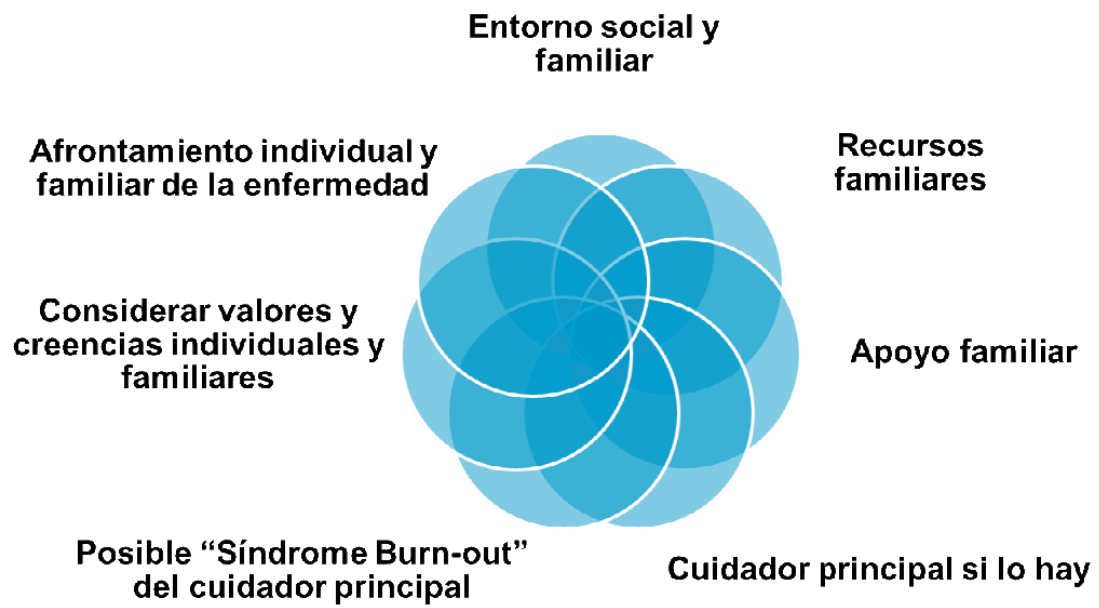 Entorno social y
familiar
Afrontamiento individual y
familiar de la enfermedad
Recursos
familiares
Considerar valores y
creencias individuales y
familiares
Apoyo familiar
Posible “Síndrome Burn-out”
del cuidador principal
Cuidador principal si lo hay